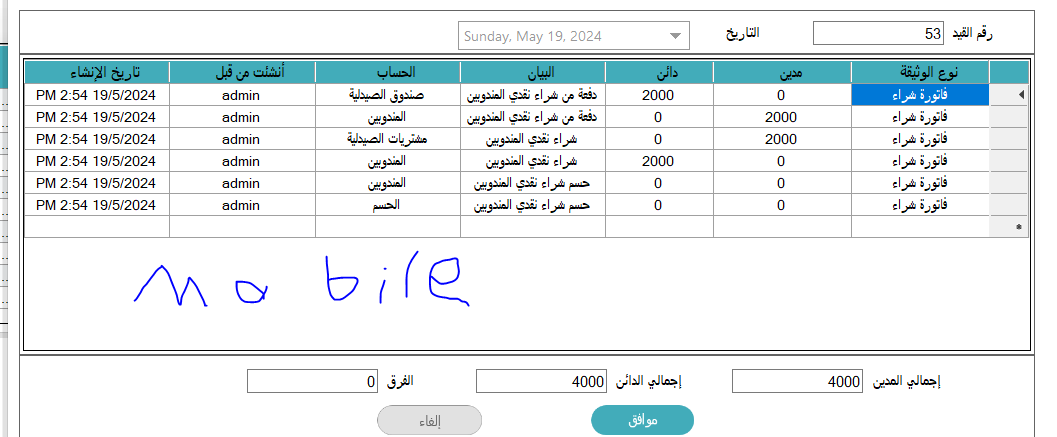 رقم القيد 53 التاريخ Sunday, May 19, 2024
نوع الوثيقة مدين دائن البيان الحساب أنشئت من قبل تاريخ الإنشاء
فاتورة شراء 0 2000 دفعة من شراء نقدي المندوبين صندوق الصيدلية admin 19/5/2024 2:54 PM
فاتورة شراء 2000 0 دفعة من شراء نقدي المندوبين المندوبين admin 19/5/2024 2:54 PM
فاتورة شراء 2000 0 شراء نقدي المندوبين مشتريات الصيدلية admin 19/5/2024 2:54 PM
فاتورة شراء 0 2000 شراء نقدي المندوبين المندوبين admin 19/5/2024 2:54 PM
فاتورة شراء 0 0 حسم شراء نقدي المندوبين المندوبين admin 19/5/2024 2:54 PM
فاتورة شراء 0 0 حسم شراء نقدي المندوبين الحسم admin 19/5/2024 2:54 PM
إجمالي المدين 4000 إجمالي الدائن 4000 الفرق 0
موافق إلغاء